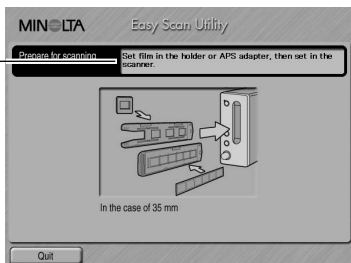 MINOLTA
Easy Scan Utility
Prepare for scanning
Set film in the holder or APS adapter, then set in the
scanner.
In the case of 35 mm
Quit